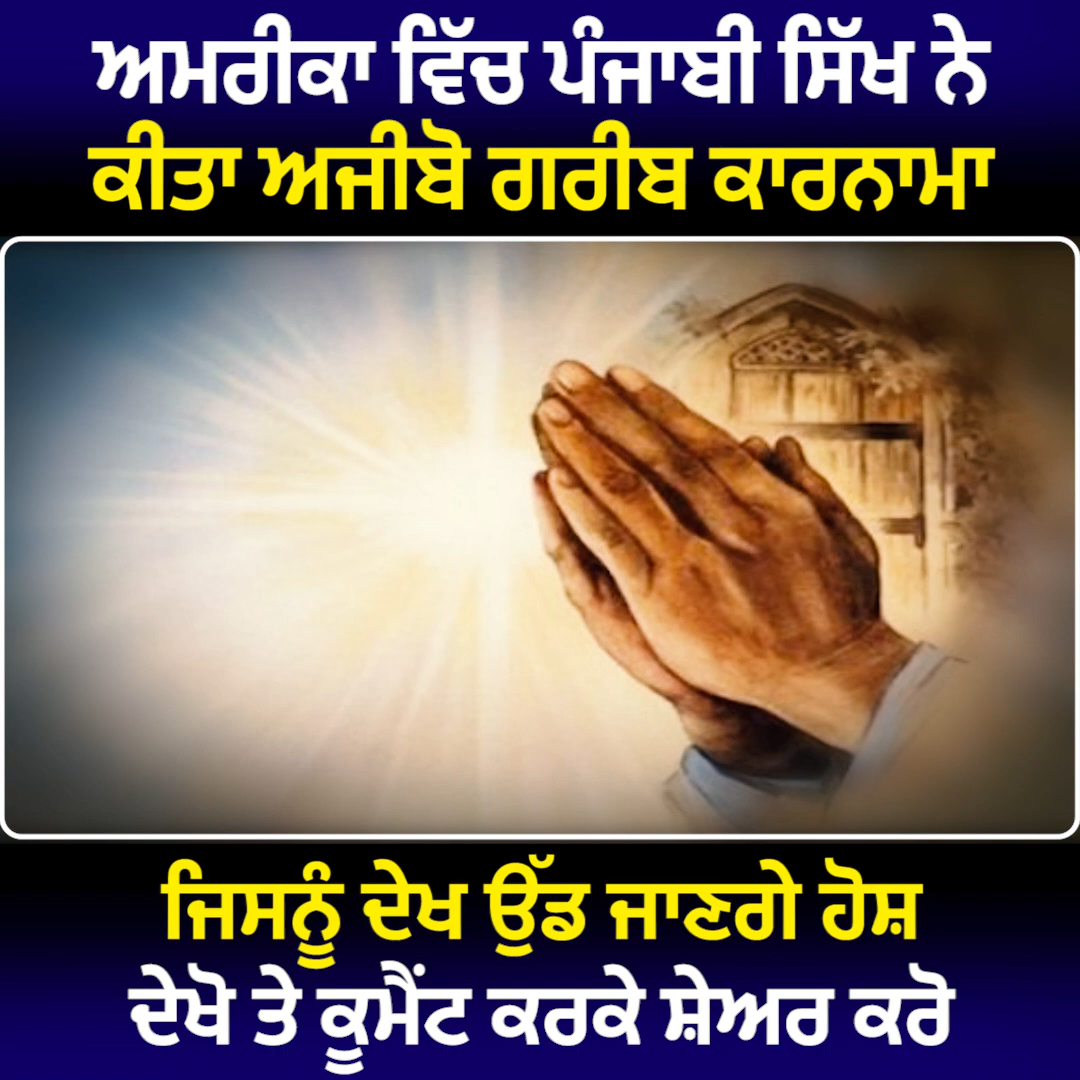 ਅਮਰੀਕਾ ਵਿੱਚ ਪੰਜਾਬੀ ਸਿੱਖ ਨੇ
ਕੀਤਾ ਅਜੀਬੋ ਗਰੀਬ ਕਾਰਨਾਮਾ
ਜਿਸਨੂੰ ਦੇਖ ਉੱਡ ਜਾਣਗੇ ਹੋਸ਼
ਦੇਖੋ ਤੇ ਕੂਮੈਂਟ ਕਰਕੇ ਸ਼ੇਅਰ ਕਰੋ